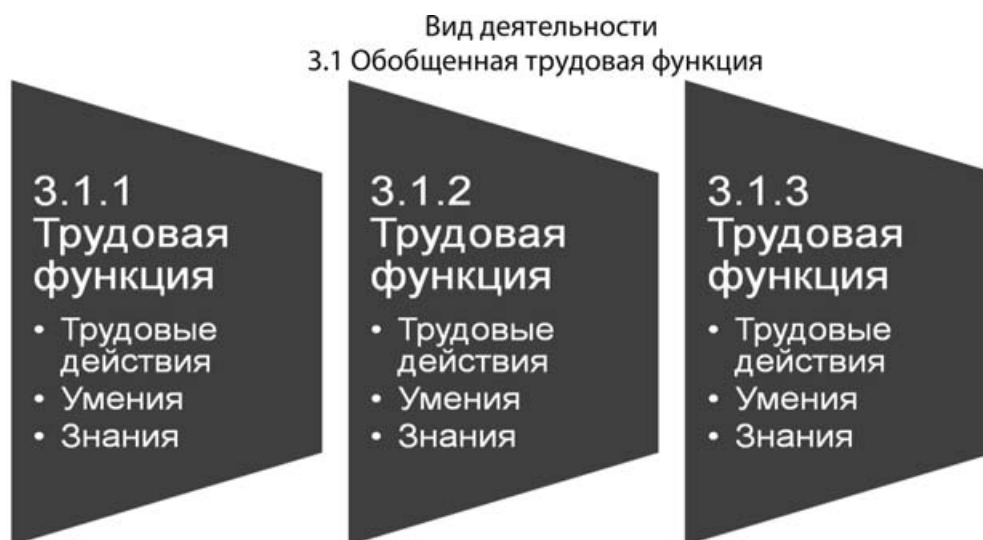 Вид деятельности
3.1 Обобщенная трудовая функция
3.1.1
Трудовая
функция
• Трудовые
действия
• Умения
• Знания
3.1.2
Трудовая
функция
• Трудовые
действия
• Умения
• Знания
3.1.3
Трудовая
функция
• Трудовые
действия
• Умения
• Знания